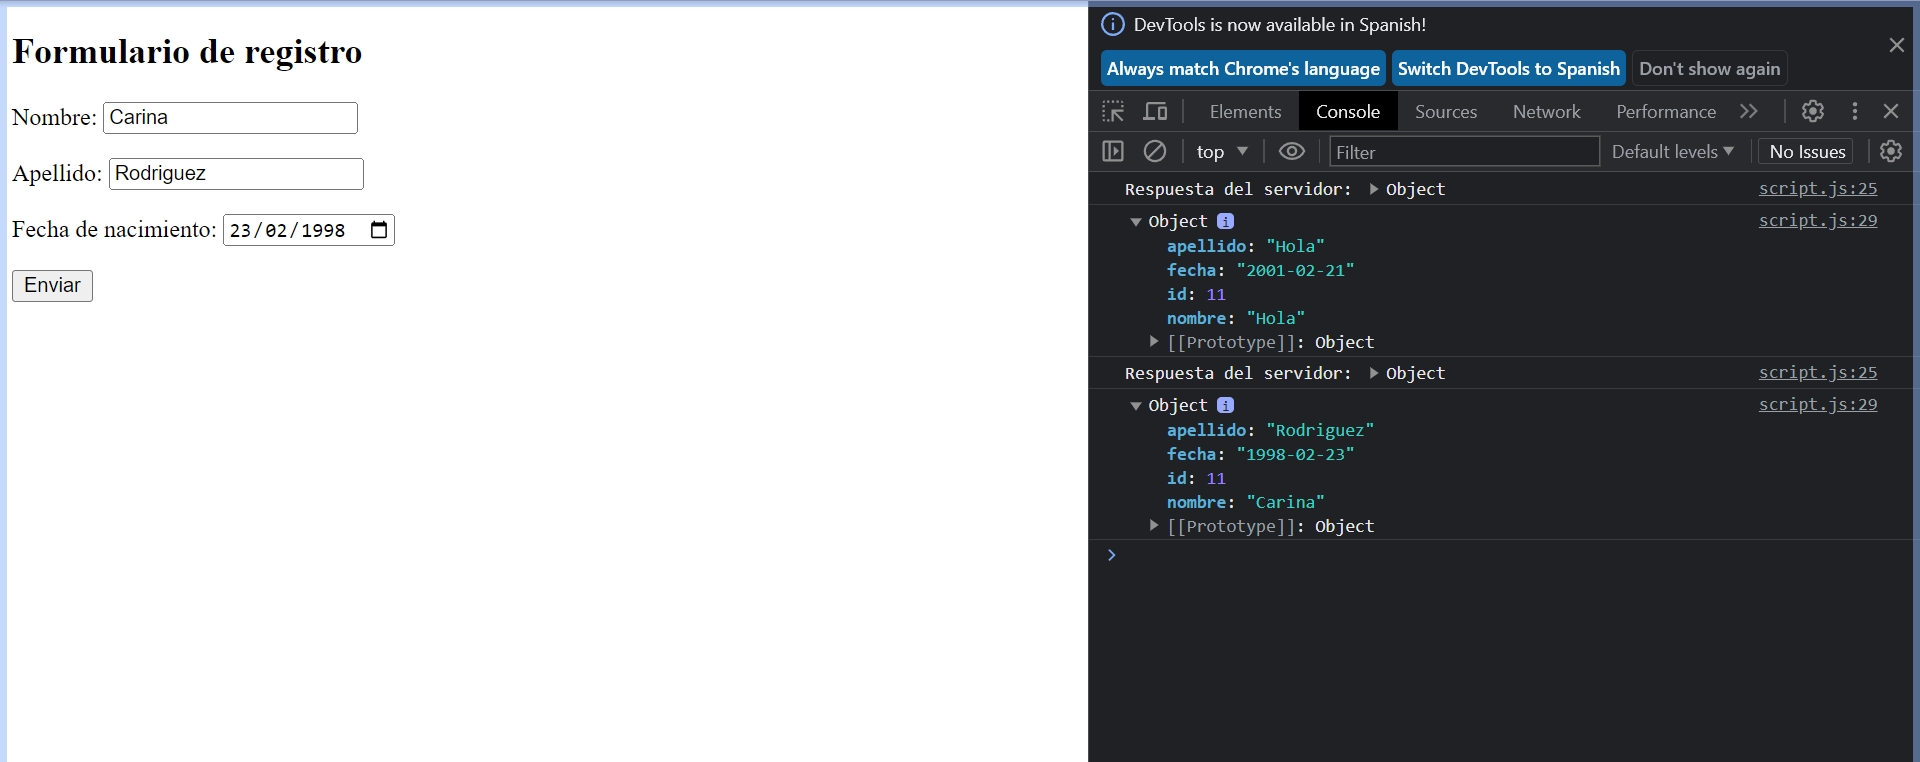 Formulario de registro
Nombre: Carina
Apellido: Rodriguez
Fecha de nacimiento: 23/02/1998
Enviar
DevTools is now available in Spanish!
Always match Chrome's language Switch DevTools to Spanish Don't show again
Elements Console Sources Network Performance
top Filter Default levels No Issues
Respuesta del servidor: Object script.js:25
Object i script.js:29
apellido: "Hola"
fecha: "2001-02-21"
id: 11
nombre: "Hola"
[[Prototype]]: Object
Respuesta del servidor: Object script.js:25
Object i script.js:29
apellido: "Rodriguez"
fecha: "1998-02-23"
id: 11
nombre: "Carina"
[[Prototype]]: Object